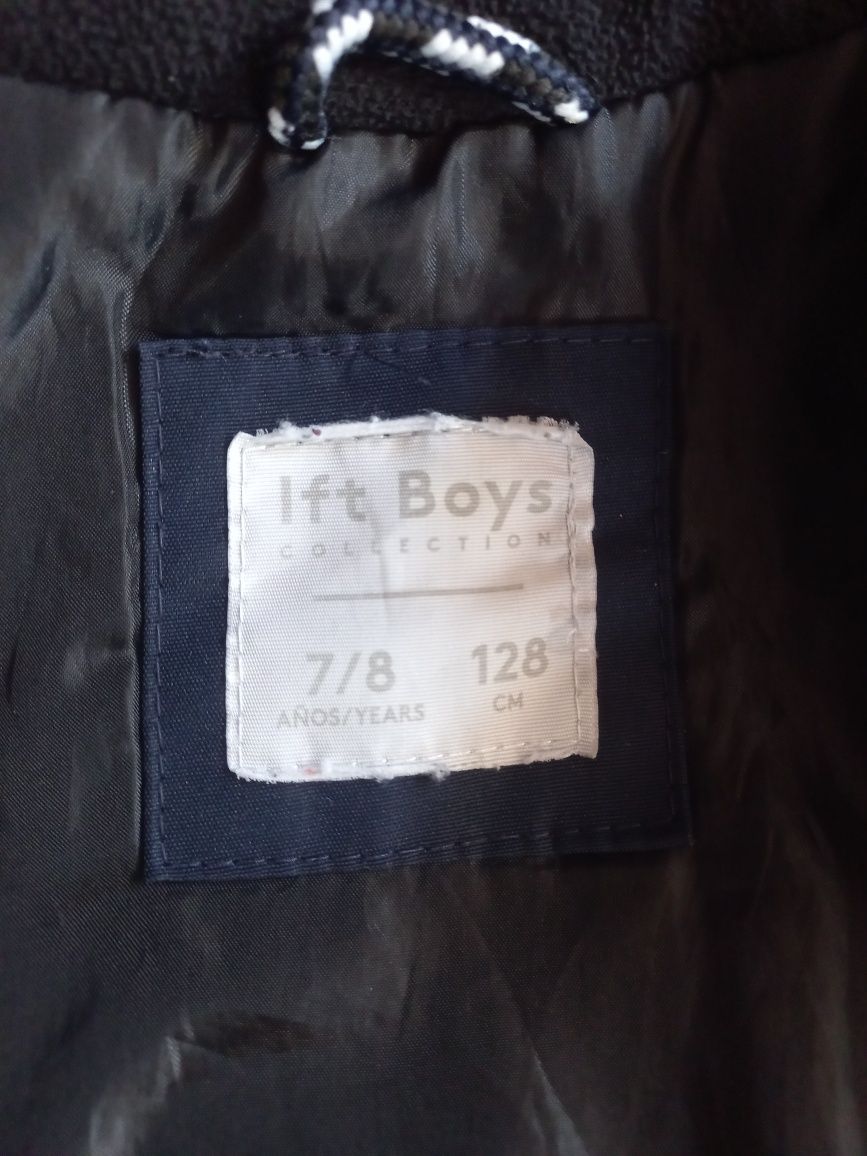 lft Boys
COLLECTION
7/8 128
AÑOS/YEARS CM